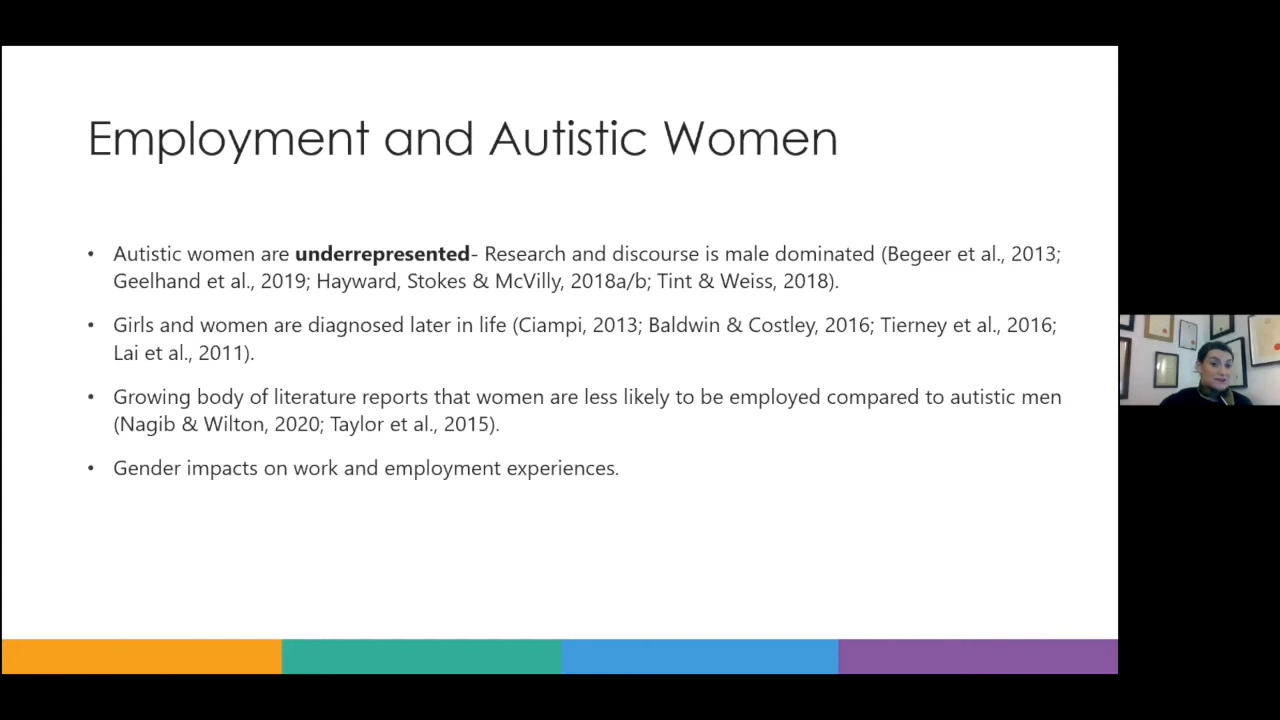 Employment and Autistic Women
• Autistic women are underrepresented- Research and discourse is male dominated (Begeer et al., 2013;
Geelhand et al., 2019; Hayward, Stokes & McVilly, 2018a/b; Tint & Weiss, 2018).
• Girls and women are diagnosed later in life (Ciampi, 2013; Baldwin & Costley, 2016; Tierney et al., 2016;
Lai et al., 2011).
• Growing body of literature reports that women are less likely to be employed compared to autistic men
(Nagib & Wilton, 2020; Taylor et al., 2015).
• Gender impacts on work and employment experiences.